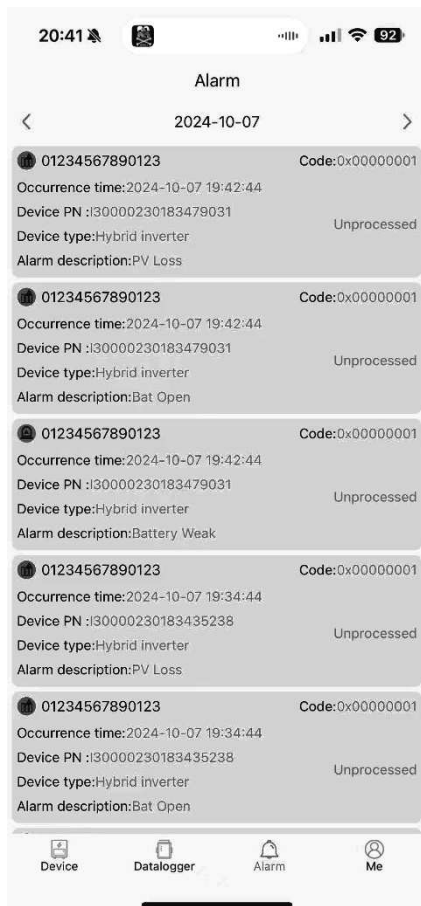 20:41
92
Alarm
2024-10-07
01234567890123 Code:0x00000001
Occurrence time:2024-10-07 19:42:44
Device PN :I30000230183479031
Unprocessed
Device type:Hybrid inverter
Alarm description:PV Loss
01234567890123 Code:0x00000001
Occurrence time:2024-10-07 19:42:44
Device PN :I30000230183479031
Unprocessed
Device type:Hybrid inverter
Alarm description:Bat Open
01234567890123 Code:0x00000001
Occurrence time:2024-10-07 19:42:44
Device PN :I30000230183479031
Unprocessed
Device type:Hybrid inverter
Alarm description:Battery Weak
01234567890123 Code:0x00000001
Occurrence time:2024-10-07 19:34:44
Device PN :I30000230183435238
Unprocessed
Device type:Hybrid inverter
Alarm description:PV Loss
01234567890123 Code:0x00000001
Occurrence time:2024-10-07 19:34:44
Device PN :I30000230183435238
Unprocessed
Device type:Hybrid inverter
Alarm description:Bat Open
Device Datalogger Alarm Me